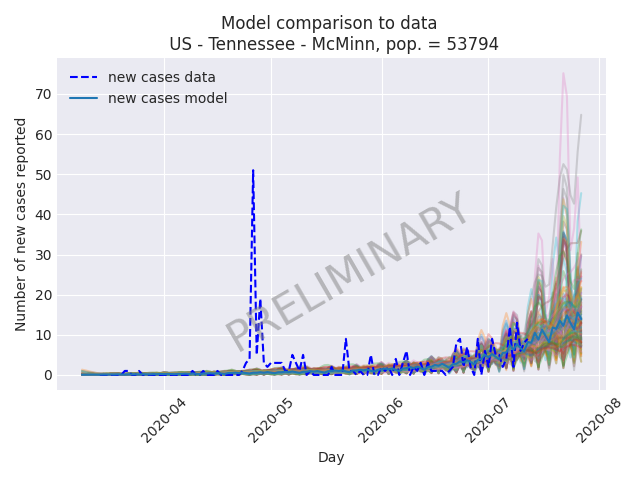 Model comparison to data
US - Tennessee - McMinn, pop. = 53794
new cases data
new cases model
Number of new cases reported
70
60
50
40
30
20
10
0
PRELIMINARY
2020-04
2020-05
2020-06
2020-07
2020-08
Day